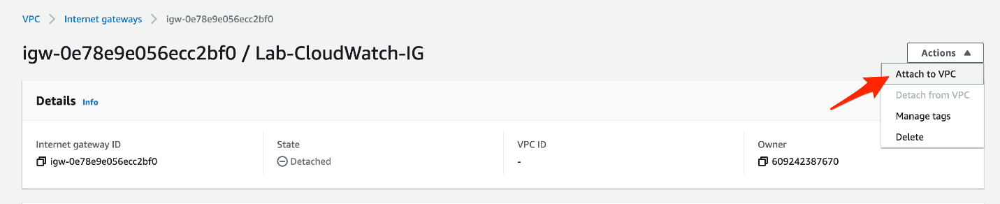 VPC > Internet gateways > igw-0e78e9e056ecc2bf0
igw-0e78e9e056ecc2bf0 / Lab-CloudWatch-IG
Actions
Attach to VPC
Detach from VPC
Manage tags
Delete
Details Info
Internet gateway ID State VPC ID Owner
igw-0e78e9e056ecc2bf0 Detached - 609242387670